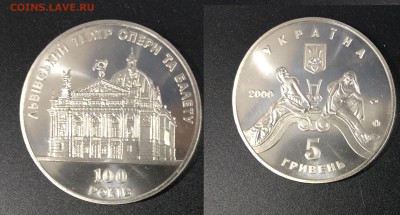 COINS.LAVE.RU
ЛЬВІВСЬКИЙ ТЕАТР ОПЕРИ ТА БАЛЕТУ
100
РОКІВ
УКРАЇНА
2000
5
ГРИВЕНЬ